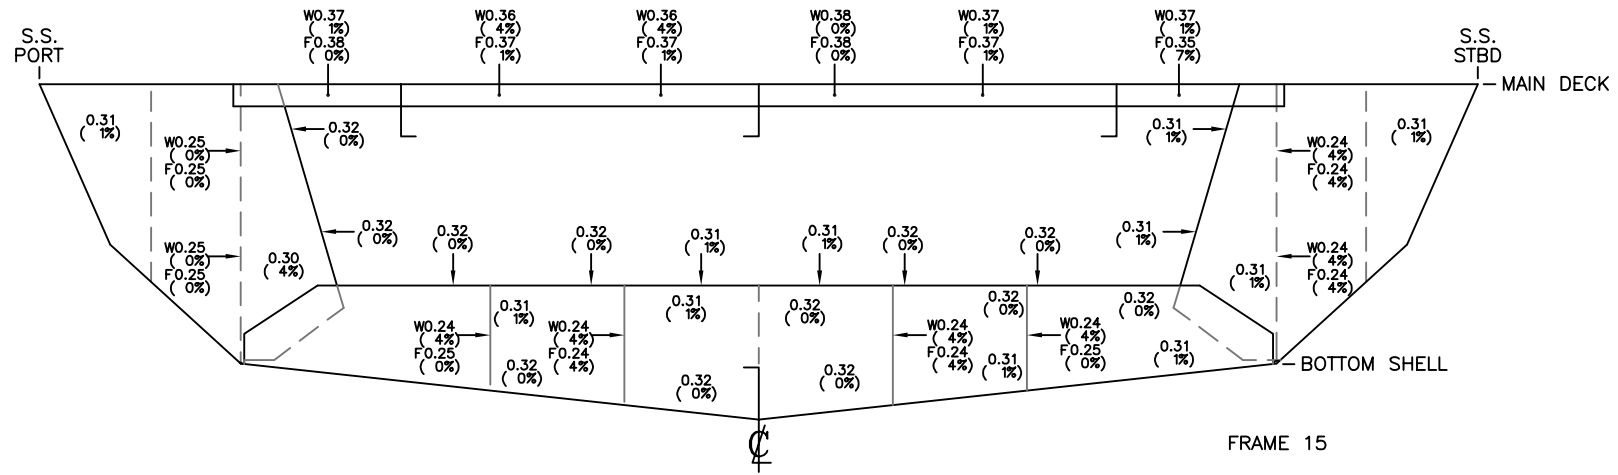 W0.37
( 1%)
F0.38
( 0%)
W0.36
( 4%)
F0.37
( 1%)
W0.36
( 4%)
F0.37
( 1%)
W0.38
( 0%)
F0.38
( 0%)
W0.37
( 1%)
F0.37
( 1%)
W0.37
( 1%)
F0.35
( 7%)
S.S.
PORT
S.S.
STBD
MAIN DECK
0.31
( 1%)
W0.25
( 0%)
F0.25
( 0%)
0.32
( 0%)
0.31
( 1%)
W0.24
( 4%)
F0.24
( 4%)
0.31
( 1%)
W0.25
( 0%)
F0.25
( 0%)
0.30
( 4%)
0.32
( 0%)
0.32
( 0%)
0.32
( 0%)
0.31
( 1%)
0.31
( 1%)
0.32
( 0%)
0.32
( 0%)
0.31
( 1%)
0.31
( 1%)
W0.24
( 4%)
F0.24
( 4%)
W0.24
( 4%)
F0.25
( 0%)
0.31
( 1%)
0.32
( 0%)
W0.24
( 4%)
F0.24
( 4%)
0.31
( 1%)
0.32
( 0%)
0.32
( 0%)
0.32
( 0%)
W0.24
( 4%)
F0.24
( 4%)
0.32
( 0%)
0.31
( 1%)
W0.24
( 4%)
F0.25
( 0%)
0.32
( 0%)
0.31
( 1%)
BOTTOM SHELL
℄
FRAME 15